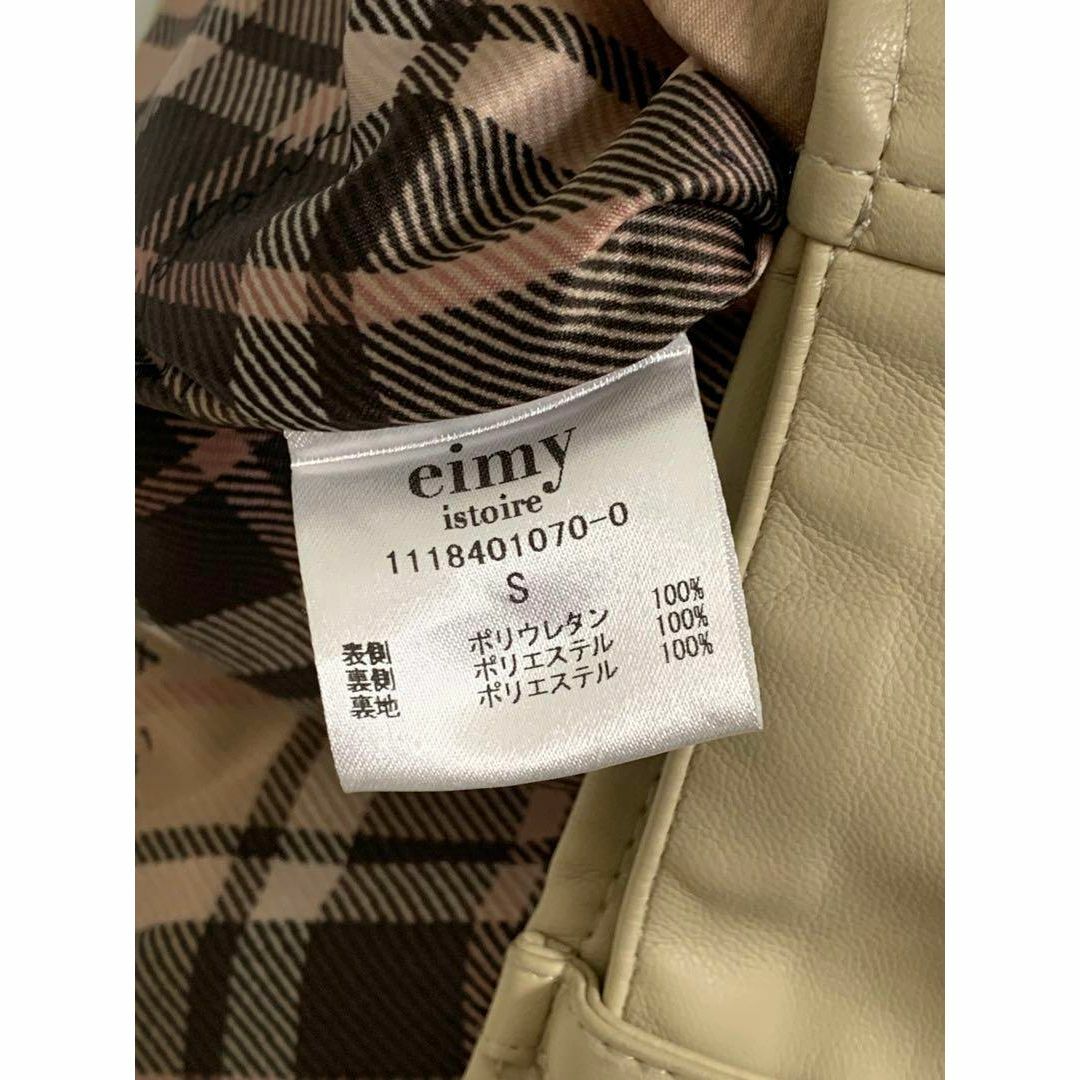 eimy
istoire
1118401070-0
S
表側 ポリウレタン 100%
裏側 ポリエステル 100%
裏地 ポリエステル 100%